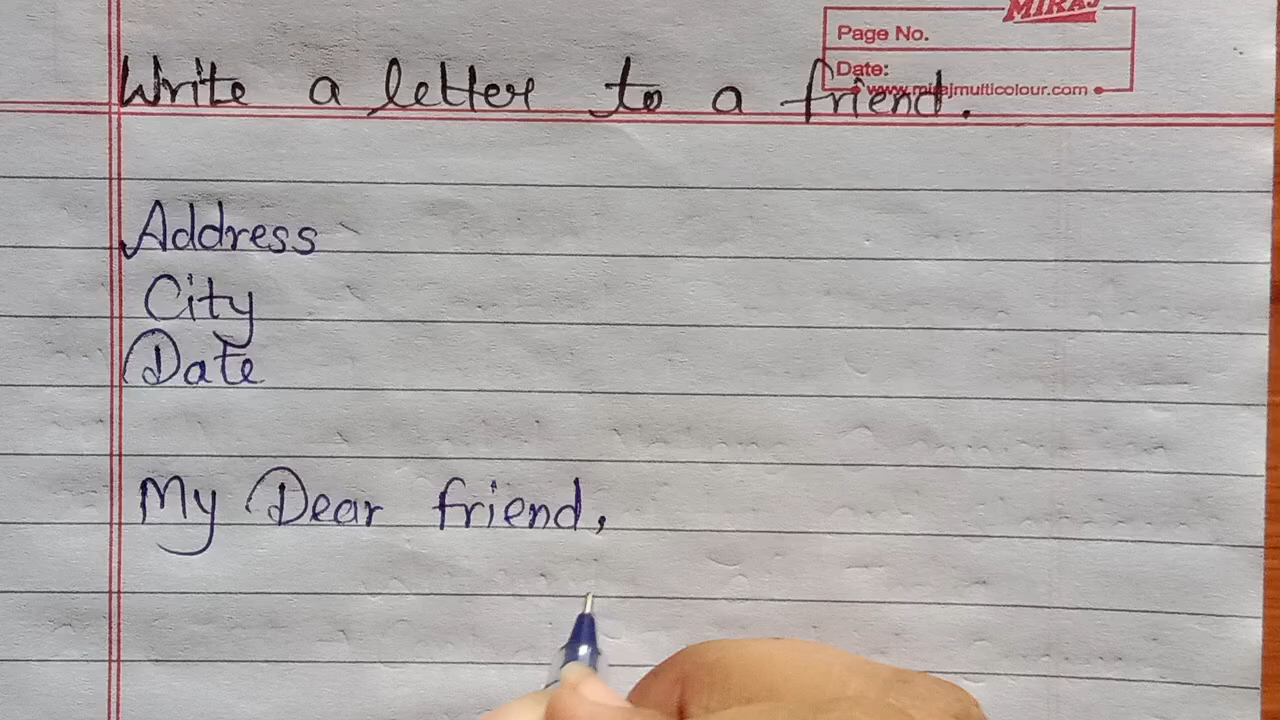 MIRAJ
Page No.
Date:
www.mirajmulticolour.com
Write a letter to a friend.
Address
City
Date
My Dear friend,